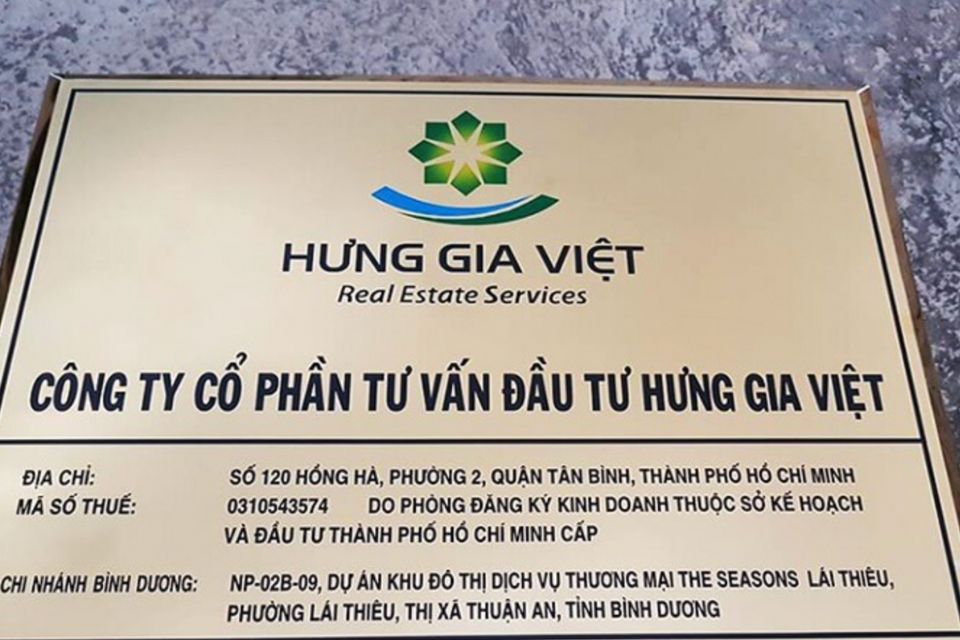 HƯNG GIA VIỆT
Real Estate Services
CÔNG TY CỔ PHẦN TƯ VẤN ĐẦU TƯ HƯNG GIA VIỆT
ĐỊA CHỈ: SỐ 120 HỒNG HÀ, PHƯỜNG 2, QUẬN TÂN BÌNH, THÀNH PHỐ HỒ CHÍ MINH
MÃ SỐ THUẾ: 0310543574 DO PHÒNG ĐĂNG KÝ KINH DOANH THUỘC SỞ KẾ HOẠCH
VÀ ĐẦU TƯ THÀNH PHỐ HỒ CHÍ MINH CẤP
CHI NHÁNH BÌNH DƯƠNG: NP-02B-09, DỰ ÁN KHU ĐÔ THỊ DỊCH VỤ THƯƠNG MẠI THE SEASONS LÁI THIÊU,
PHƯỜNG LÁI THIÊU, THỊ XÃ THUẬN AN, TỈNH BÌNH DƯƠNG